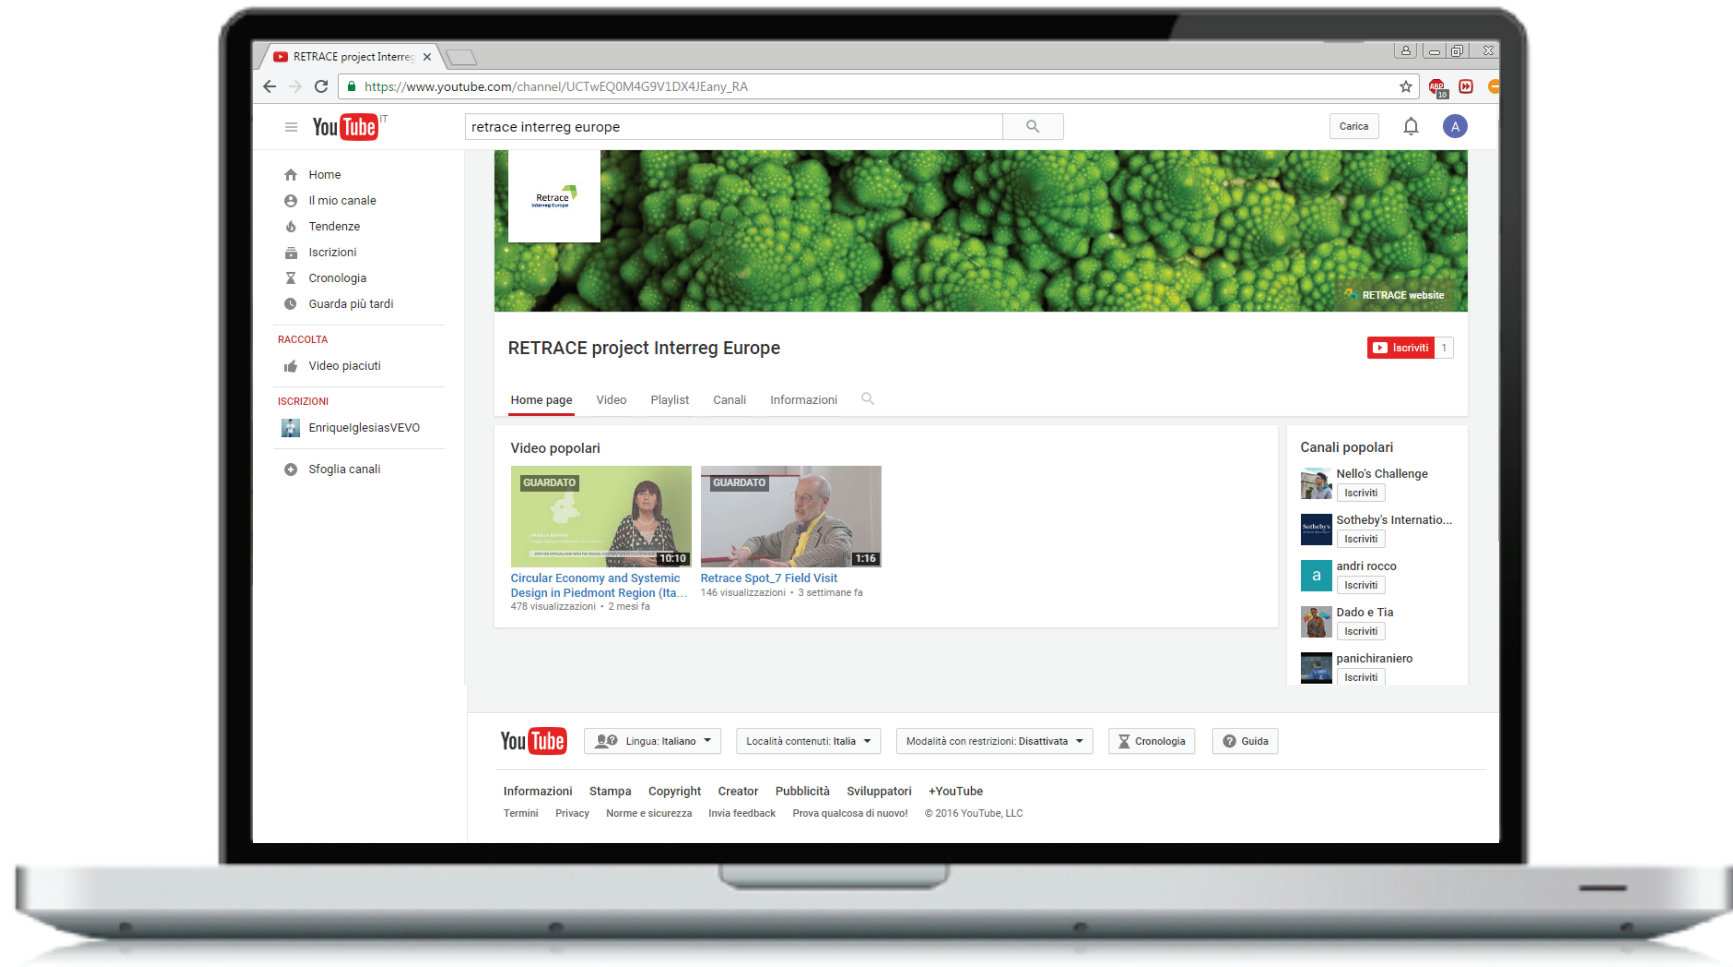 RETRACE project Interreg
https://www.youtube.com/channel/UCTwEQ0M4G9V1DX4JEany_RA
ABP
10
YouTube IT
retrace interreg europe
Carica
A
Home
Il mio canale
Tendenze
Iscrizioni
Cronologia
Guarda più tardi
RACCOLTA
Video piaciuti
ISCRIZIONI
EnriqueIglesiasVEVO
Sfoglia canali
Retrace
Interreg Europe
RETRACE website
RETRACE project Interreg Europe
Iscriviti 1
Home page Video Playlist Canali Informazioni
Video popolari
GUARDATO
10:10
Circular Economy and Systemic
Design in Piedmont Region (Ita...
478 visualizzazioni • 2 mesi fa
GUARDATO
1:16
Retrace Spot_7 Field Visit
146 visualizzazioni • 3 settimane fa
Canali popolari
Nello's Challenge
Iscriviti
Sotheby's
Sotheby's Internatio...
Iscriviti
a
andri rocco
Iscriviti
Dado e Tia
Iscriviti
panichiraniero
Iscriviti
YouTube Lingua: Italiano Località contenuti: Italia Modalità con restrizioni: Disattivata Cronologia Guida
Informazioni Stampa Copyright Creator Pubblicità Sviluppatori +YouTube
Termini Privacy Norme e sicurezza Invia feedback Prova qualcosa di nuovo! © 2016 YouTube, LLC